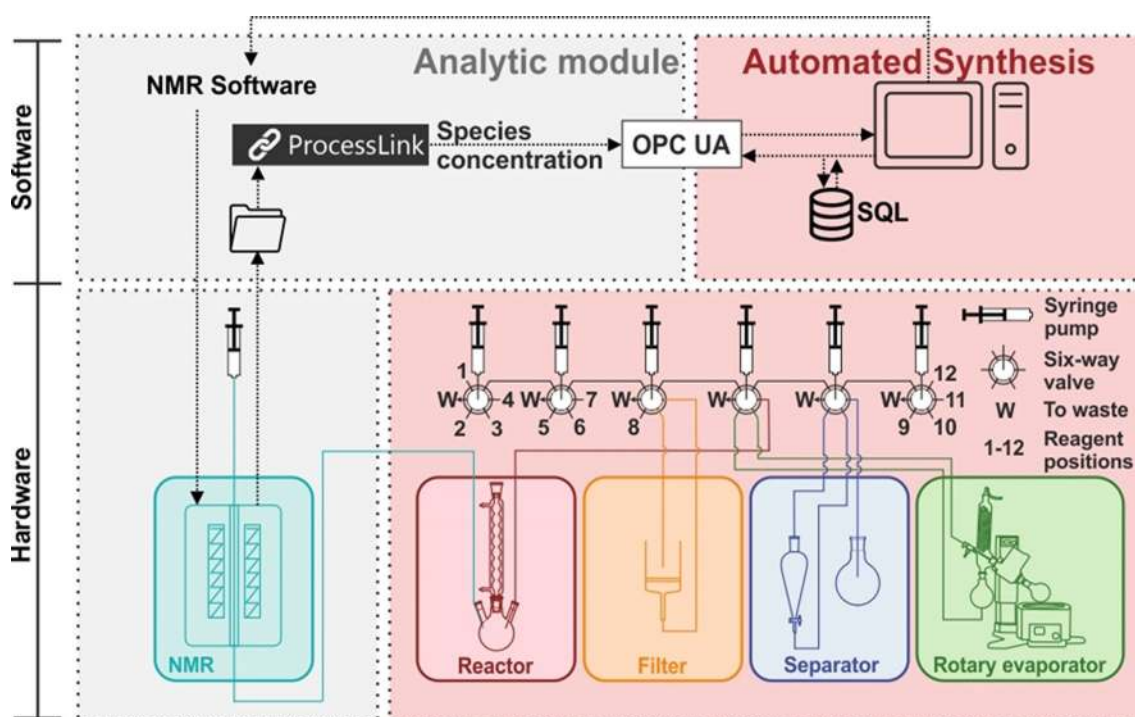 Analytic module
Automated Synthesis
Software
NMR Software
ProcessLink
Species
concentration
OPC UA
SQL
Hardware
Syringe
pump
Six-way
valve
W To waste
1-12 Reagent
positions
1
W 4
2 3
W 7
5 6
W
8
W
W
12
W 11
9 10
NMR
Reactor
Filter
Separator
Rotary evaporator